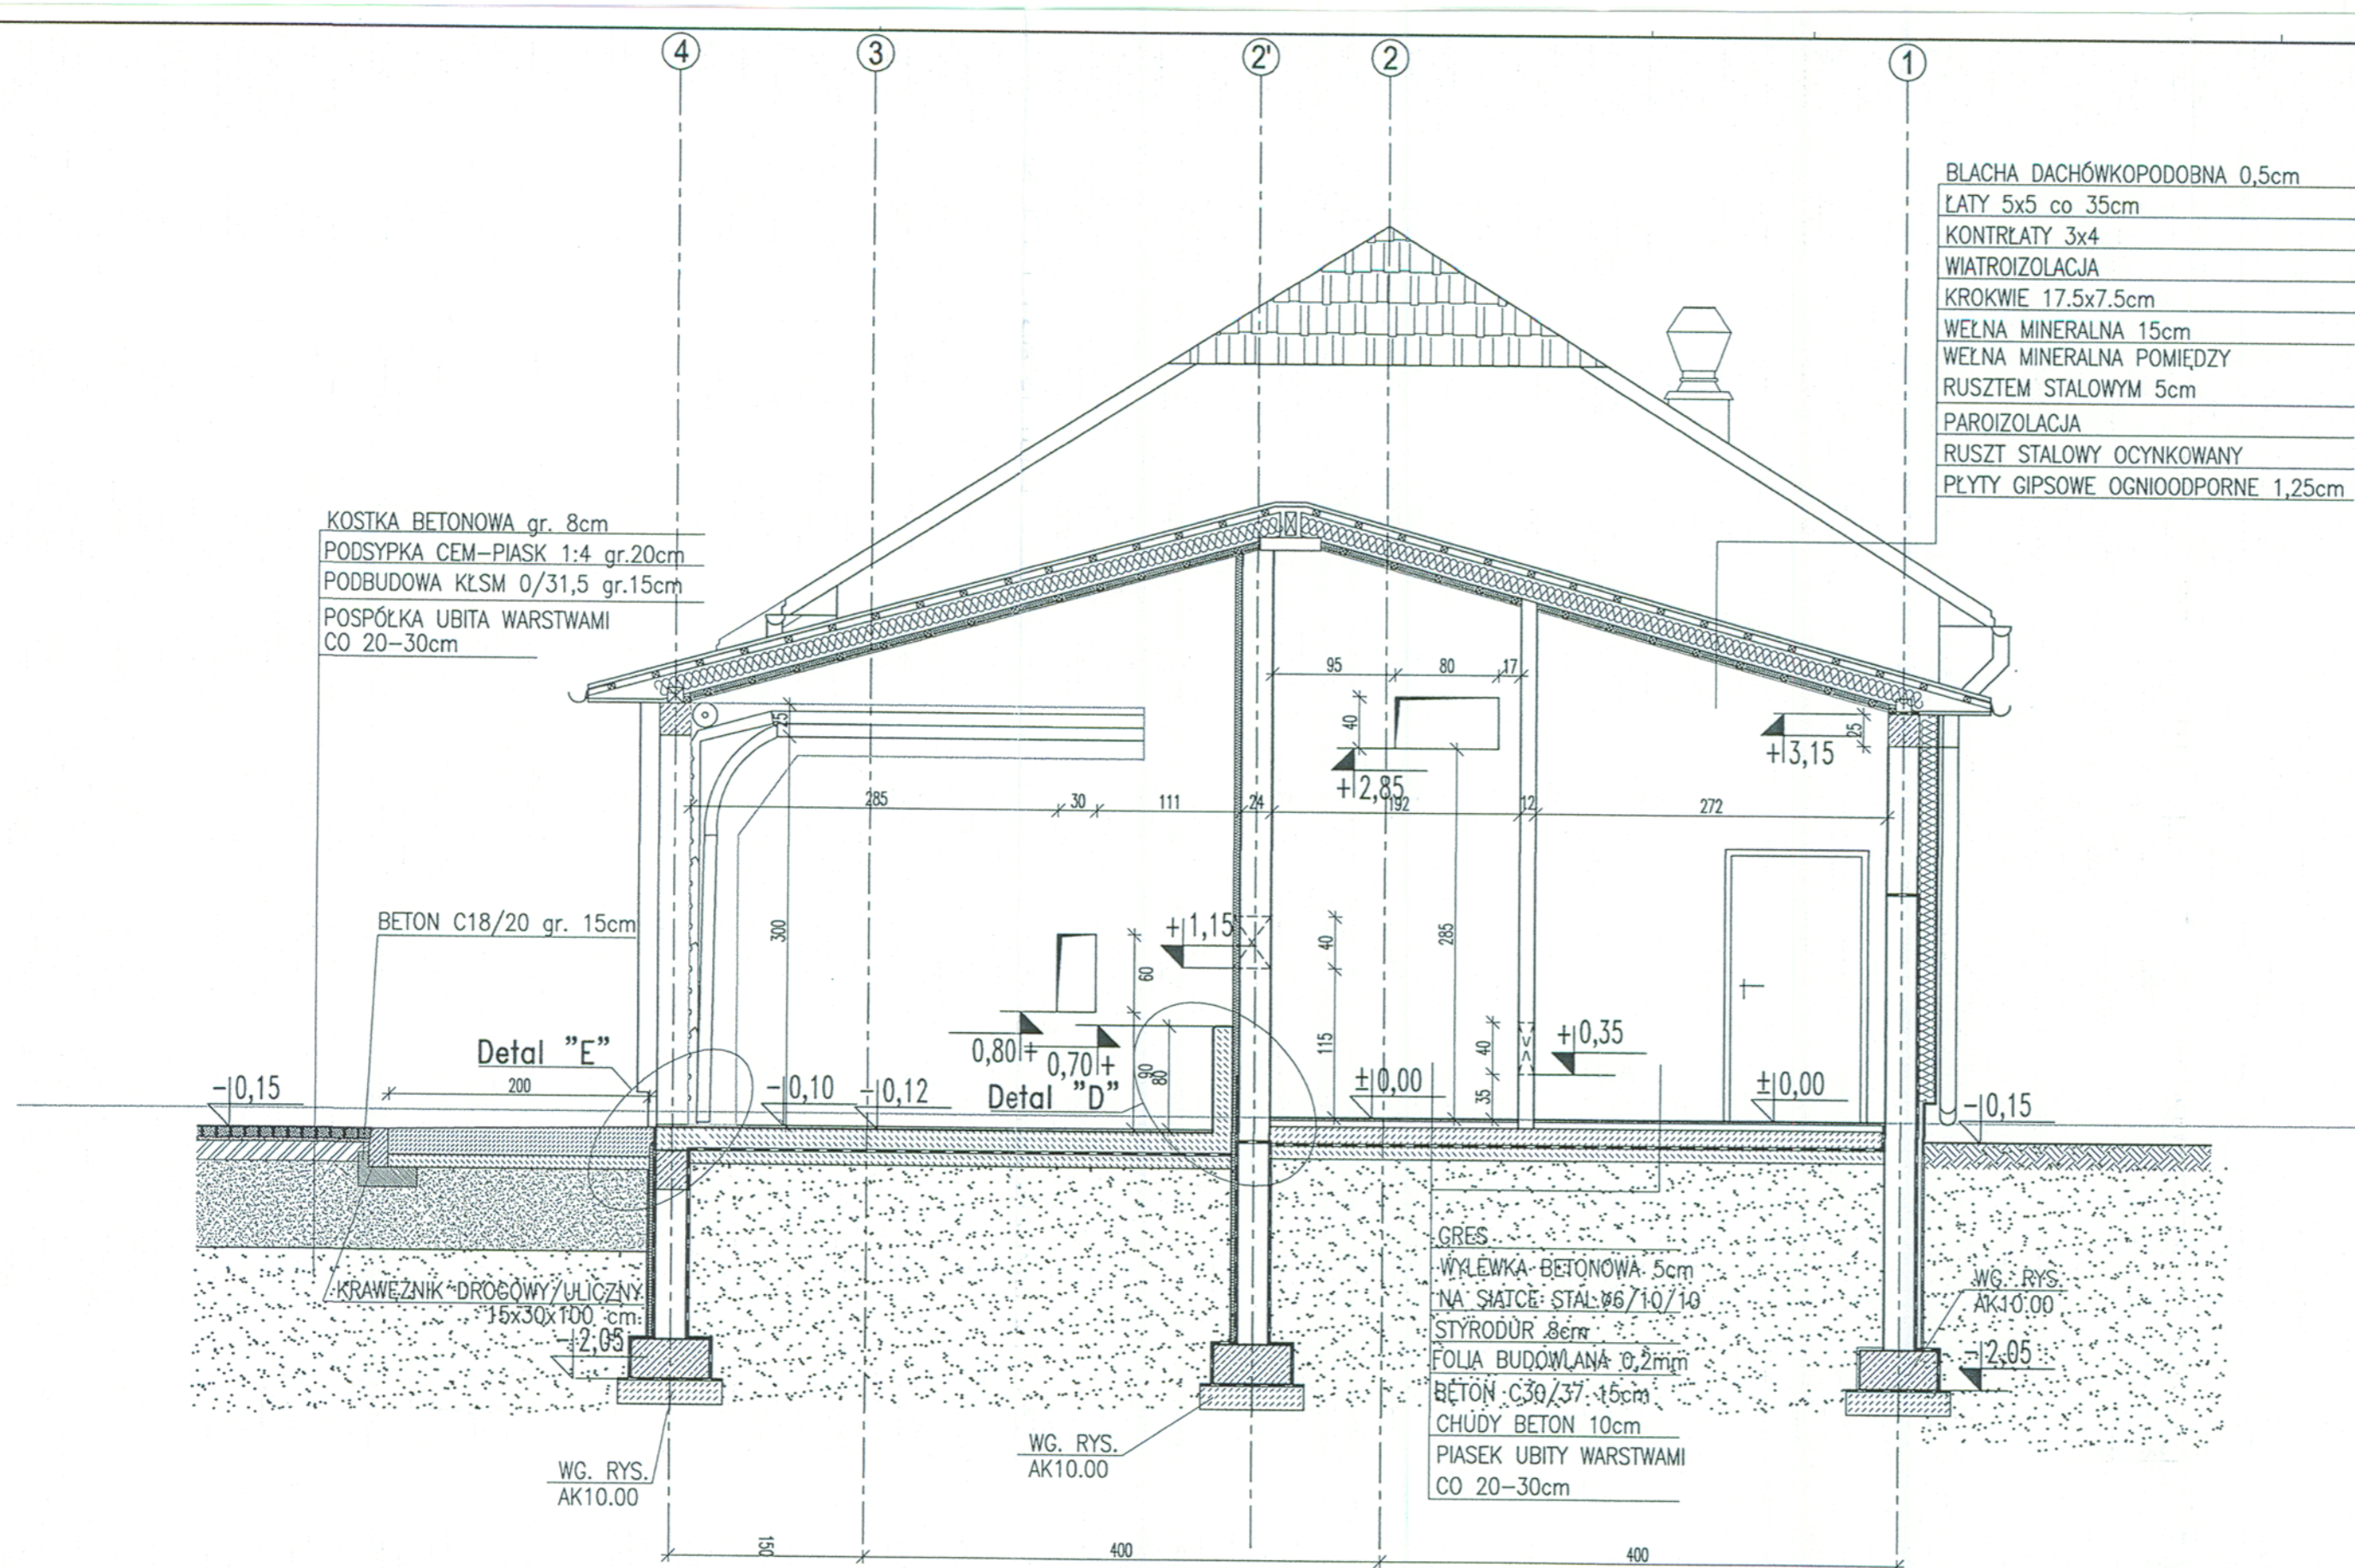 4
3
2'
2
1
BLACHA DACHÓWKOPODOBNA 0,5cm
ŁATY 5x5 co 35cm
KONTRŁATY 3x4
WIATROIZOLACJA
KROKWIE 17.5x7.5cm
WEŁNA MINERALNA 15cm
WEŁNA MINERALNA POMIĘDZY
RUSZTEM STALOWYM 5cm
PAROIZOLACJA
RUSZT STALOWY OCYNKOWANY
PŁYTY GIPSOWE OGNIOODPORNE 1,25cm
KOSTKA BETONOWA gr. 8cm
PODSYPKA CEM-PIASK 1:4 gr.20cm
PODBUDOWA KŁSM 0/31,5 gr.15cm
POSPÓŁKA UBITA WARSTWAMI
CO 20-30cm
95
80
17
25
40
+2,85
+3,15
25
285
30
111
24
192
12
272
BETON C18/20 gr. 15cm
300
60
+1,15
40
285
115
0,80+
0,70+
90
80
40
35
+0,35
Detal "E"
Detal "D"
-0,15
200
-0,10
-0,12
±0,00
±0,00
-0,15
KRAWĘŻNIK DROGOWY/ULICZNY
15x30x100 cm
-2,05
GRES
WYLEWKA BETONOWA 5cm
NA SIATCE STAL.ø6/10/10
STYRODUR 8cm
FOLIA BUDOWLANA 0,2mm
BETON C30/37 15cm
CHUDY BETON 10cm
PIASEK UBITY WARSTWAMI
CO 20-30cm
WG. RYS.
AK10.00
-2,05
WG. RYS.
AK10.00
WG. RYS.
AK10.00
150
400
400